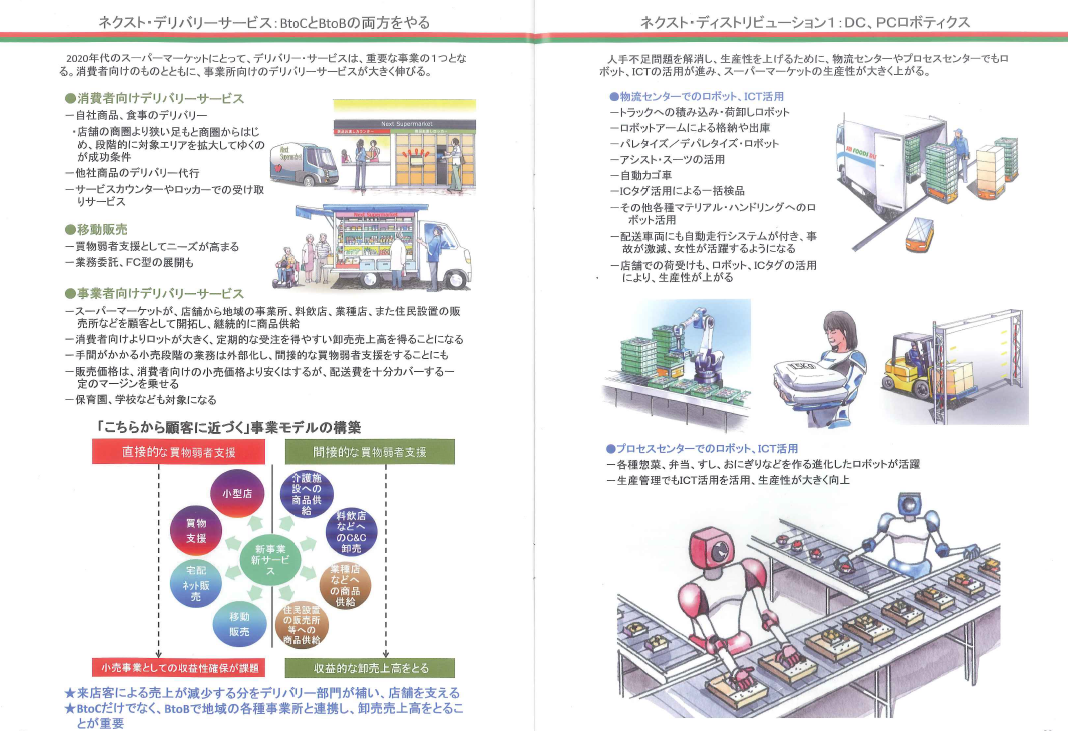 ネクスト・デリバリーサービス：BtoCとBtoBの両方をやる
2020年代のスーパーマーケットにとって、デリバリー・サービスは、重要な事業の1つとな
る。消費者向けのものとともに、事業所向けのデリバリーサービスが大きく伸びる。
●消費者向けデリバリーサービス
－自社商品、食事のデリバリー
・店舗の商圏より狭い足もと商圏からはじ
め、段階的に対象エリアを拡大してゆくの
が成功条件
－他社商品のデリバリー代行
－サービスカウンターやロッカーでの受け取
りサービス
Next Supermarket
Next Supermarket
●移動販売
－買物弱者支援としてニーズが高まる
－業務委託、FC型の展開も
Next Supermarket
●事業者向けデリバリーサービス
－スーパーマーケットが、店舗から地域の事業所、料飲店、業種店、また住民設置の販
売所などを顧客として開拓し、継続的に商品供給
－消費者向けよりロットが大きく、定期的な受注を得やすい卸売売上高を得ることになる
－手間がかかる小売段階の業務は外部化し、間接的な買物弱者支援をすることにも
－販売価格は、消費者向けの小売価格より安くはするが、配送費を十分カバーする一
定のマージンを乗せる
－保育園、学校なども対象になる
「こちらから顧客に近づく」事業モデルの構築
直接的な買物弱者支援
間接的な買物弱者支援
小型店
介護施
設への
商品供
給
買物
支援
料飲店
などへ
のC&C
卸売
新事業
新サービ
ス
宅配
ネット販
売
業種店
などへ
の商品
供給
移動
販売
住民設置
の販売所
等への
商品供給
小売事業としての収益性確保が課題
収益的な卸売上高をとる
★来店客による売上が減少する分をデリバリー部門が補い、店舗を支える
★BtoCだけでなく、BtoBで地域の各種事業所と連携し、卸売売上高をとるこ
とが重要
ネクスト・ディストリビューション1：DC、PCロボティクス
人手不足問題を解消し、生産性を上げるために、物流センターやプロセスセンターでもロ
ボット、ICTの活用が進み、スーパーマーケットの生産性が大きく上がる。
●物流センターでのロボット、ICT活用
－トラックへの積み込み・荷卸しロボット
－ロボットアームによる格納や出庫
－パレタイズ／デパレタイズ・ロボット
－アシスト・スーツの活用
－自動カゴ車
－ICタグ活用による一括検品
－その他各種マテリアル・ハンドリングへのロ
ボット活用
－配送車両にも自動走行システムが付き、事
故が激減、女性が活躍するようになる
－店舗での荷受けも、ロボット、ICタグの活用
により、生産性が上がる
15kg
●プロセスセンターでのロボット、ICT活用
－各種惣菜、弁当、すし、おにぎりなどを作る進化したロボットが活躍
－生産管理でもICT活用を活用、生産性が大きく向上